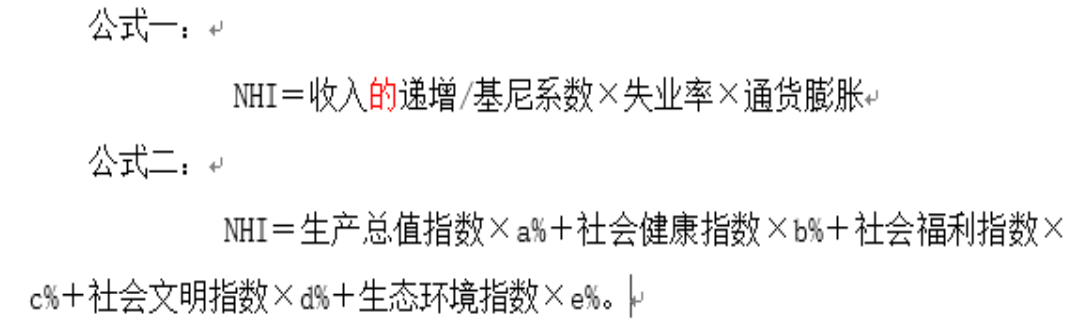 公式一：
NHI＝收入的递增/基尼系数×失业率×通货膨胀
公式二：
NHI＝生产总值指数×a%＋社会健康指数×b%＋社会福利指数×
c%＋社会文明指数×d%＋生态环境指数×e%。